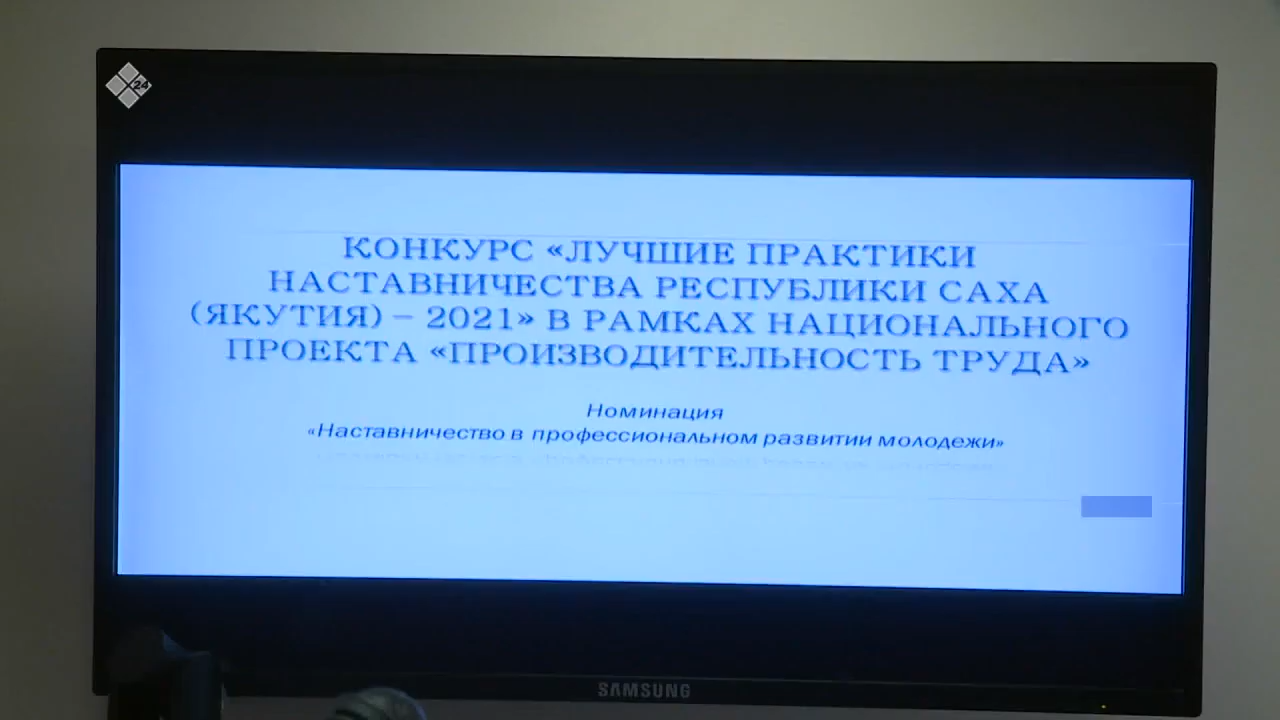 24
КОНКУРС «ЛУЧШИЕ ПРАКТИКИ
НАСТАВНИЧЕСТВА РЕСПУБЛИКИ САХА
(ЯКУТИЯ) – 2021» В РАМКАХ НАЦИОНАЛЬНОГО
ПРОЕКТА «ПРОИЗВОДИТЕЛЬНОСТЬ ТРУДА»
Номинация
«Наставничество в профессиональном развитии молодежи»
SAMSUNG